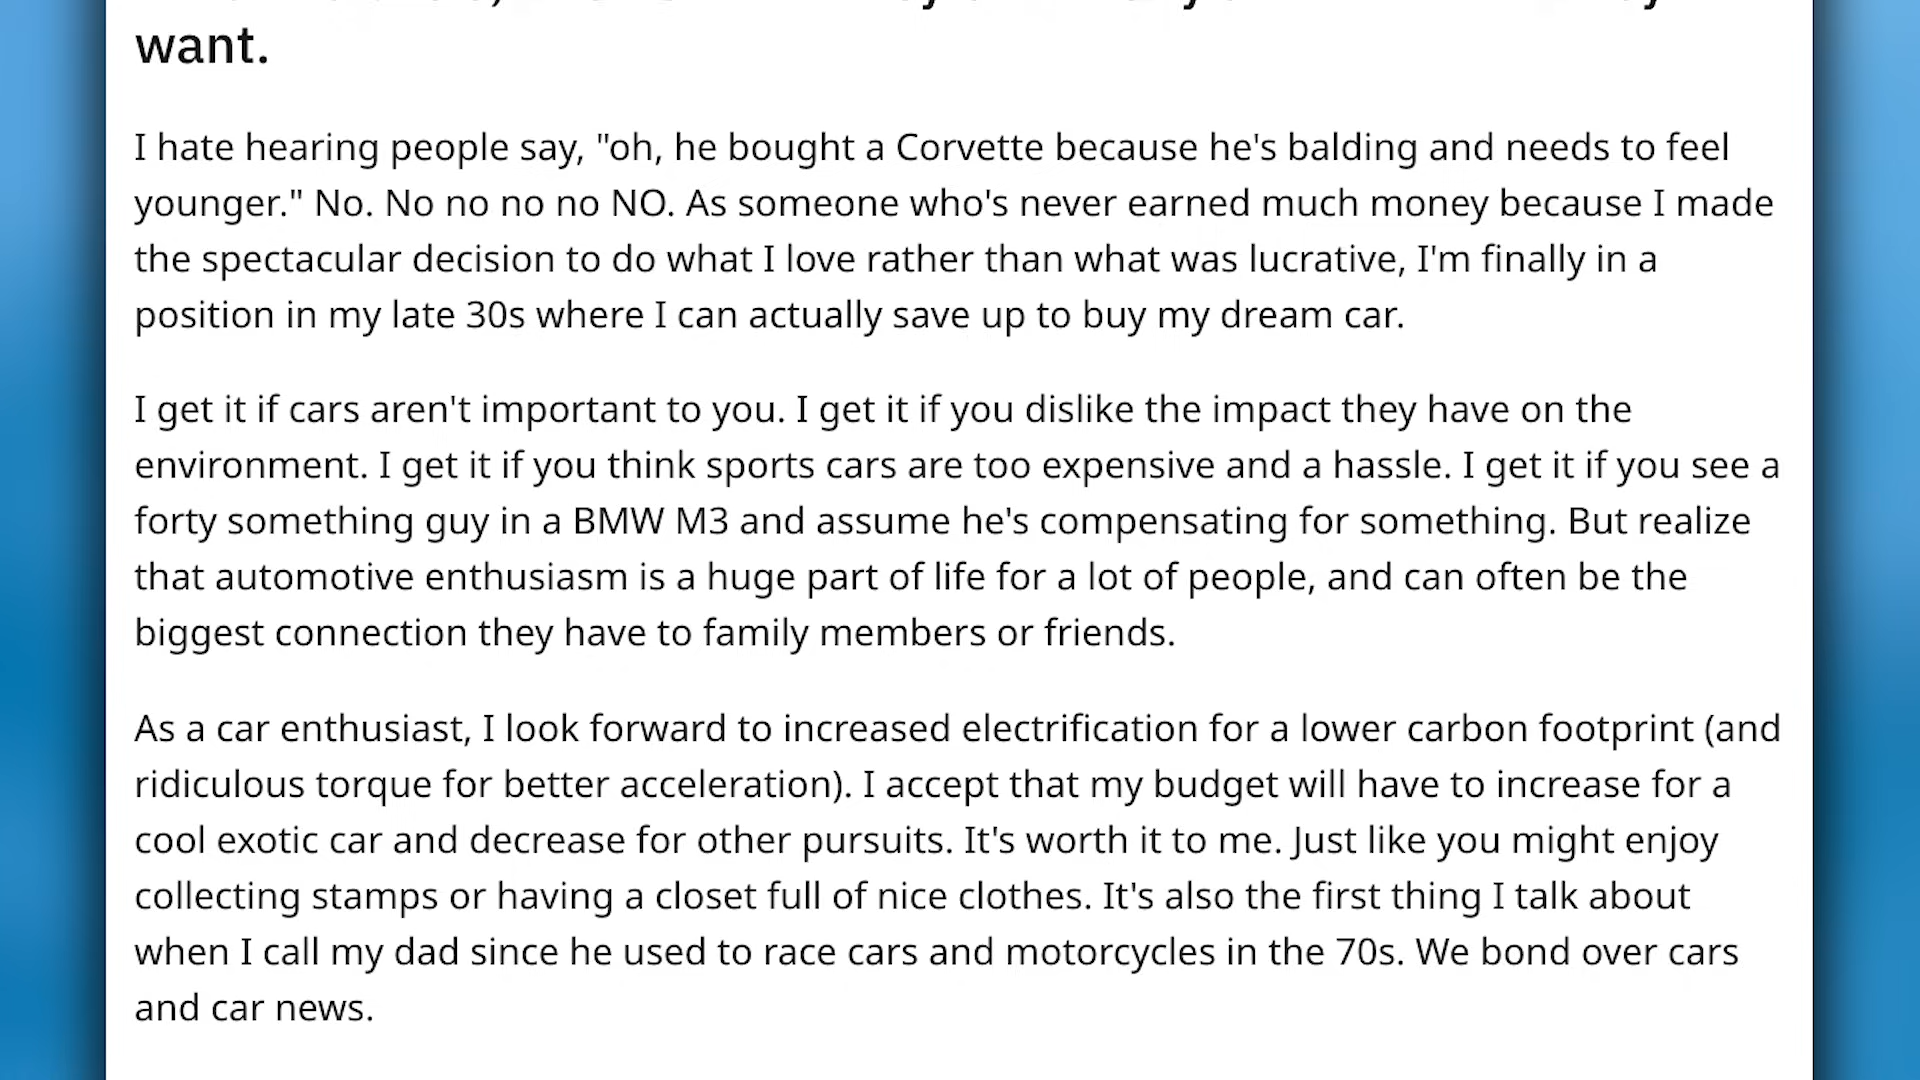 want.
I hate hearing people say, "oh, he bought a Corvette because he's balding and needs to feel
younger." No. No no no no NO. As someone who's never earned much money because I made
the spectacular decision to do what I love rather than what was lucrative, I'm finally in a
position in my late 30s where I can actually save up to buy my dream car.
I get it if cars aren't important to you. I get it if you dislike the impact they have on the
environment. I get it if you think sports cars are too expensive and a hassle. I get it if you see a
forty something guy in a BMW M3 and assume he's compensating for something. But realize
that automotive enthusiasm is a huge part of life for a lot of people, and can often be the
biggest connection they have to family members or friends.
As a car enthusiast, I look forward to increased electrification for a lower carbon footprint (and
ridiculous torque for better acceleration). I accept that my budget will have to increase for a
cool exotic car and decrease for other pursuits. It's worth it to me. Just like you might enjoy
collecting stamps or having a closet full of nice clothes. It's also the first thing I talk about
when I call my dad since he used to race cars and motorcycles in the 70s. We bond over cars
and car news.